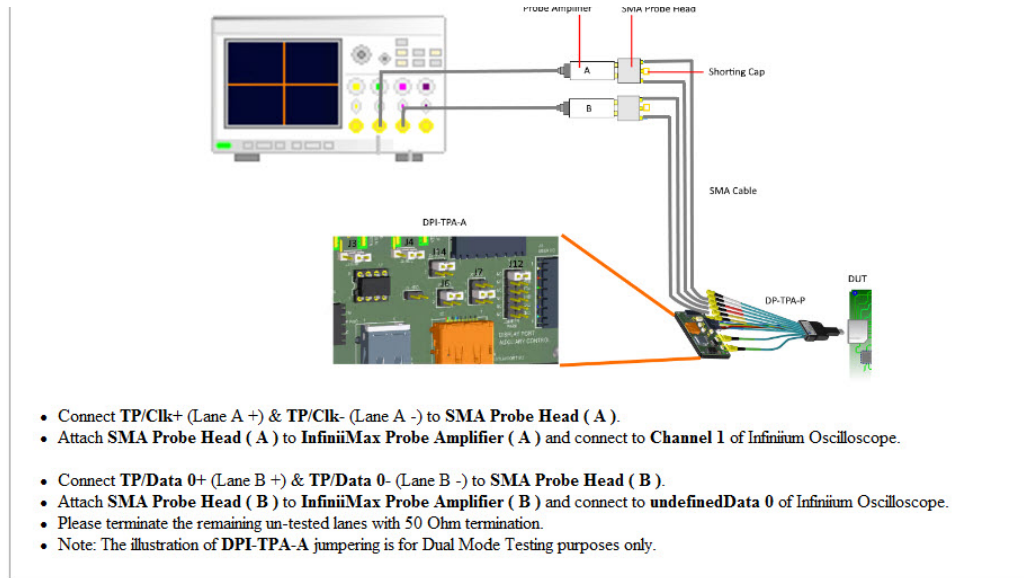 Probe Amplifier SMA Probe Head
A
Shorting Cap
B
SMA Cable
DPI-TPA-A
J3
J4
J14
J7
J12
J6
DISPLAY PORT
AUXILIARY CONTROL
DP-TPA-P
DUT
• Connect TP/Clk+ (Lane A +) & TP/Clk- (Lane A -) to SMA Probe Head ( A ).
• Attach SMA Probe Head ( A ) to InfiniiMax Probe Amplifier ( A ) and connect to Channel 1 of Infiniium Oscilloscope.
• Connect TP/Data 0+ (Lane B +) & TP/Data 0- (Lane B -) to SMA Probe Head ( B ).
• Attach SMA Probe Head ( B ) to InfiniiMax Probe Amplifier ( B ) and connect to undefinedData 0 of Infiniium Oscilloscope.
• Please terminate the remaining un-tested lanes with 50 Ohm termination.
• Note: The illustration of DPI-TPA-A jumpering is for Dual Mode Testing purposes only.